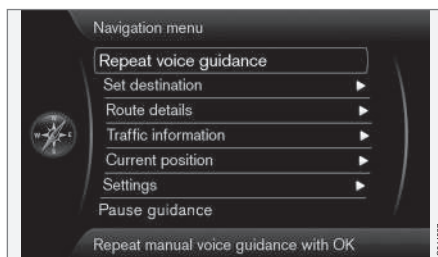 Navigation menu
Repeat voice guidance
Set destination
Route details
Traffic information
Current position
Settings
Pause guidance
Repeat manual voice guidance with OK